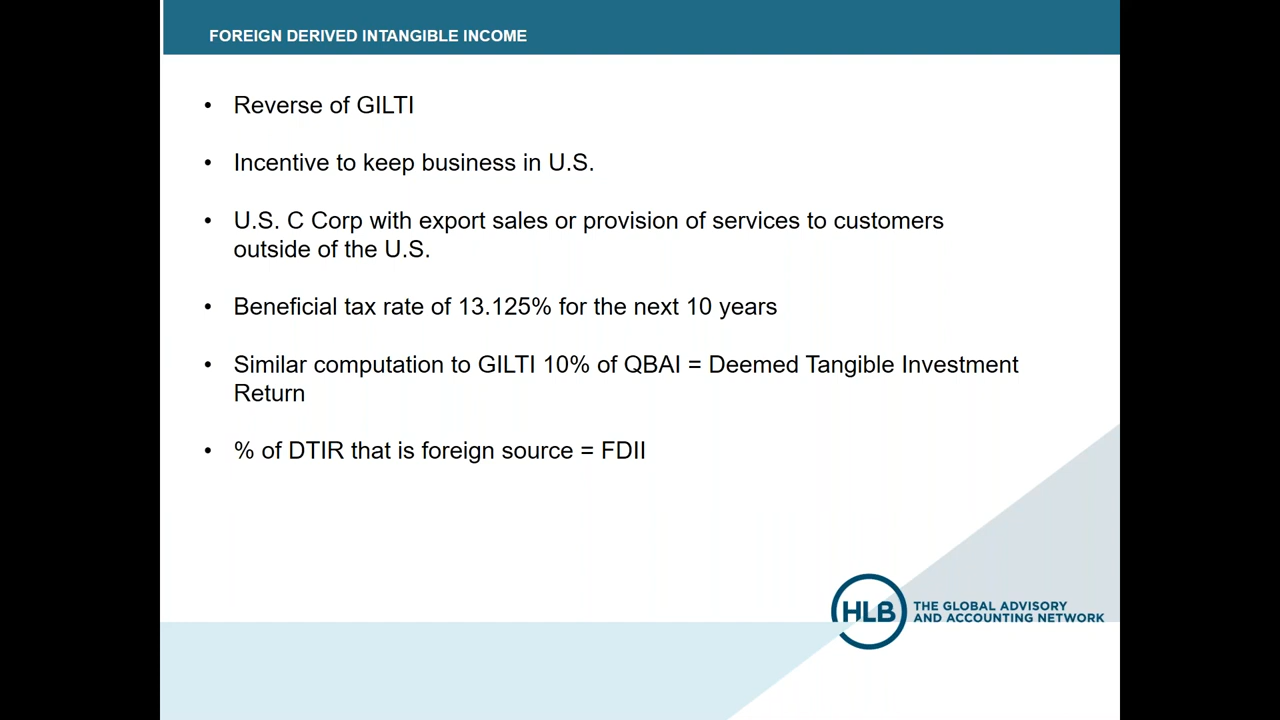 FOREIGN DERIVED INTANGIBLE INCOME
• Reverse of GILTI
• Incentive to keep business in U.S.
• U.S. C Corp with export sales or provision of services to customers
outside of the U.S.
• Beneficial tax rate of 13.125% for the next 10 years
• Similar computation to GILTI 10% of QBAI = Deemed Tangible Investment
Return
• % of DTIR that is foreign source = FDII
HLB
THE GLOBAL ADVISORY
AND ACCOUNTING NETWORK